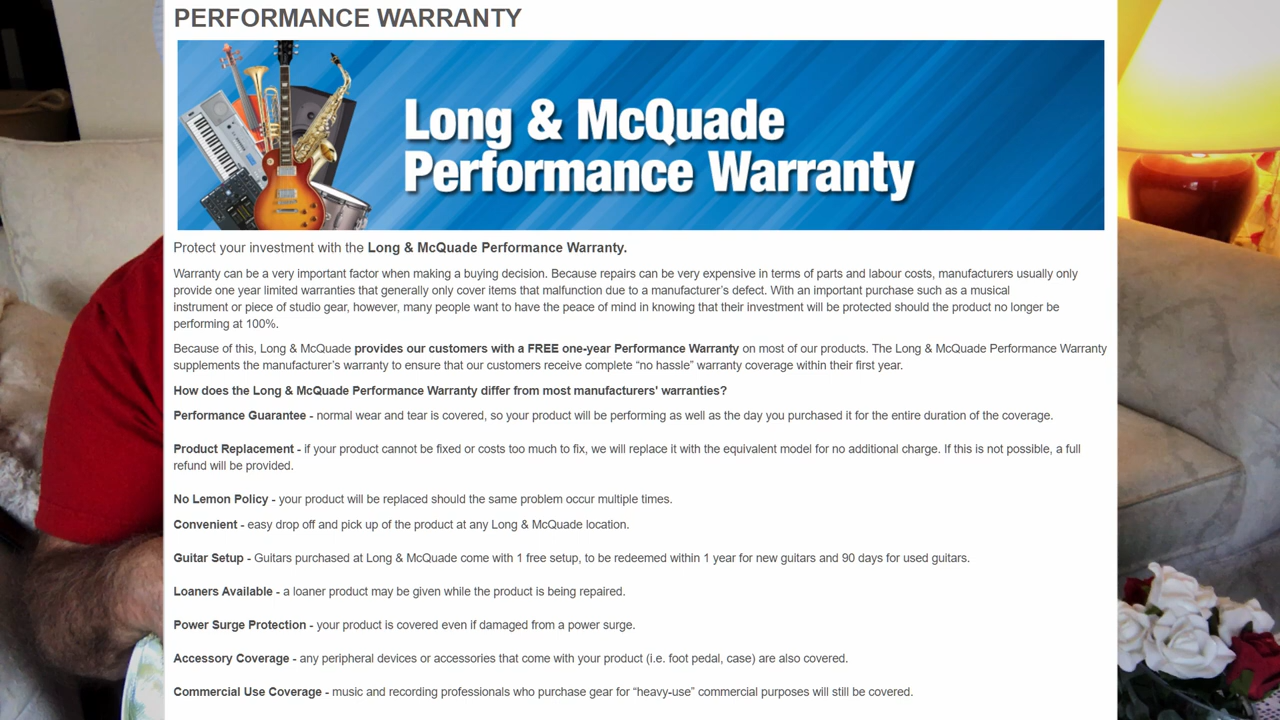 PERFORMANCE WARRANTY
Long & McQuade
Performance Warranty
Protect your investment with the Long & McQuade Performance Warranty.
Warranty can be a very important factor when making a buying decision. Because repairs can be very expensive in terms of parts and labour costs, manufacturers usually only
provide one year limited warranties that generally only cover items that malfunction due to a manufacturer’s defect. With an important purchase such as a musical
instrument or piece of studio gear, however, many people want to have the peace of mind in knowing that their investment will be protected should the product no longer be
performing at 100%.
Because of this, Long & McQuade provides our customers with a FREE one-year Performance Warranty on most of our products. The Long & McQuade Performance Warranty
supplements the manufacturer’s warranty to ensure that our customers receive complete “no hassle” warranty coverage within their first year.
How does the Long & McQuade Performance Warranty differ from most manufacturers' warranties?
Performance Guarantee - normal wear and tear is covered, so your product will be performing as well as the day you purchased it for the entire duration of the coverage.
Product Replacement - if your product cannot be fixed or costs too much to fix, we will replace it with the equivalent model for no additional charge. If this is not possible, a full
refund will be provided.
No Lemon Policy - your product will be replaced should the same problem occur multiple times.
Convenient - easy drop off and pick up of the product at any Long & McQuade location.
Guitar Setup - Guitars purchased at Long & McQuade come with 1 free setup, to be redeemed within 1 year for new guitars and 90 days for used guitars.
Loaners Available - a loaner product may be given while the product is being repaired.
Power Surge Protection - your product is covered even if damaged from a power surge.
Accessory Coverage - any peripheral devices or accessories that come with your product (i.e. foot pedal, case) are also covered.
Commercial Use Coverage - music and recording professionals who purchase gear for “heavy-use” commercial purposes will still be covered.